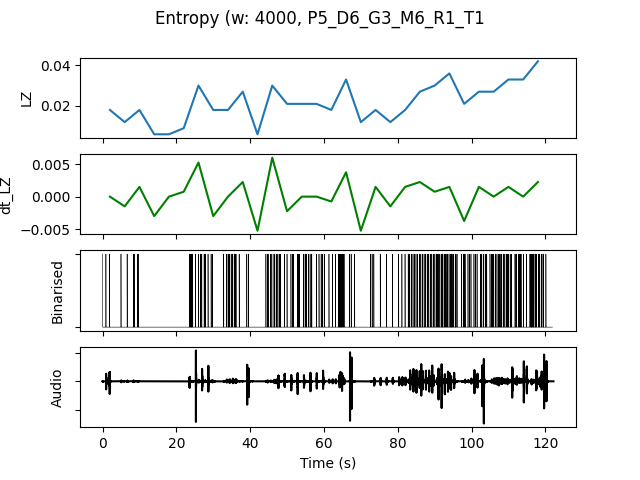 Entropy (w: 4000, P5_D6_G3_M6_R1_T1
0.04
0.02
LZ
0.005
0.000
−0.005
dt_LZ
Binarised
Audio
0 20 40 60 80 100 120
Time (s)